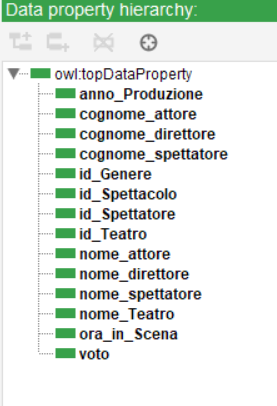 Data property hierarchy:
owl:topDataProperty
anno_Produzione
cognome_attore
cognome_direttore
cognome_spettatore
id_Genere
id_Spettacolo
id_Spettatore
id_Teatro
nome_attore
nome_direttore
nome_spettatore
nome_Teatro
ora_in_Scena
voto